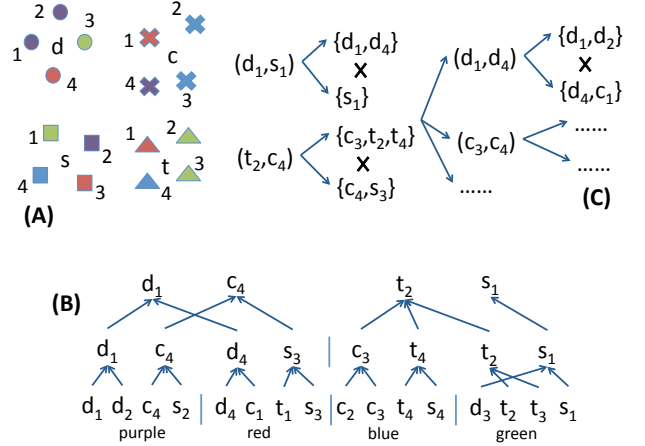 2 3 d 1 4
2 1 c 4 3
1 s 2 4 3
1 2 t 3 4
(A)
(d₁,s₁) {d₁,d₄} x {s₁}
(t₂,c₄) {c₃,t₂,t₄} x {c₄,s₃}
(d₁,d₄) {d₁,d₂} x {d₄,c₁}
(c₃,c₄) ...... ......
......
(C)
(B)
d₁ c₄ t₂ s₁
d₁ c₄ d₄ s₃ c₃ t₄ t₂ s₁
d₁ d₂ c₄ s₂ d₄ c₁ t₁ s₃ c₂ c₃ t₄ s₄ d₃ t₂ t₃ s₁
purple red blue green